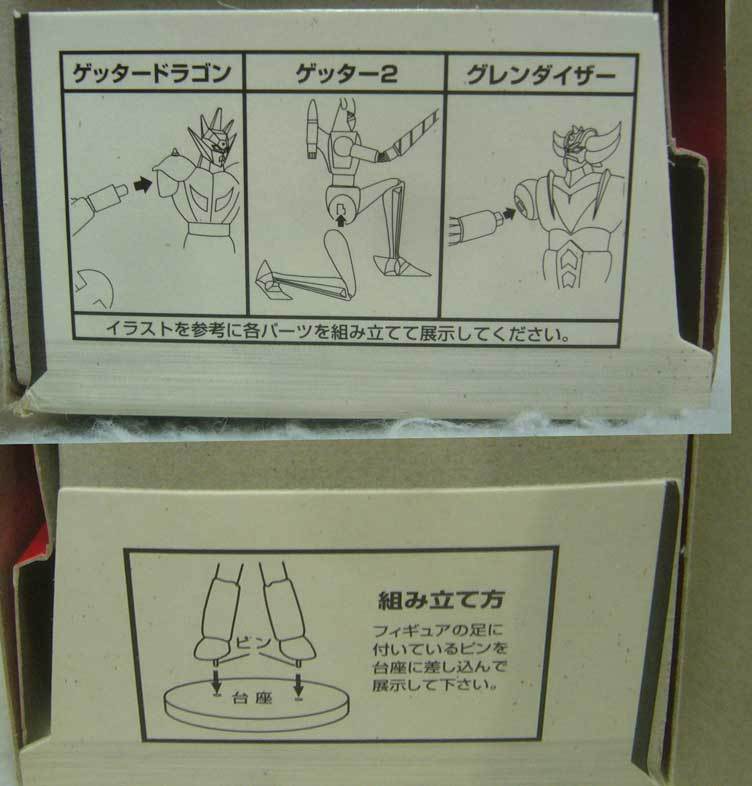 ゲッタードラゴン
ゲッター2
グレンダイザー
イラストを参考に各パーツを組み立てて展示してください。
ピン
台座
組み立て方
フィギュアの足に
付いているピンを
台座に差し込んで
展示して下さい。